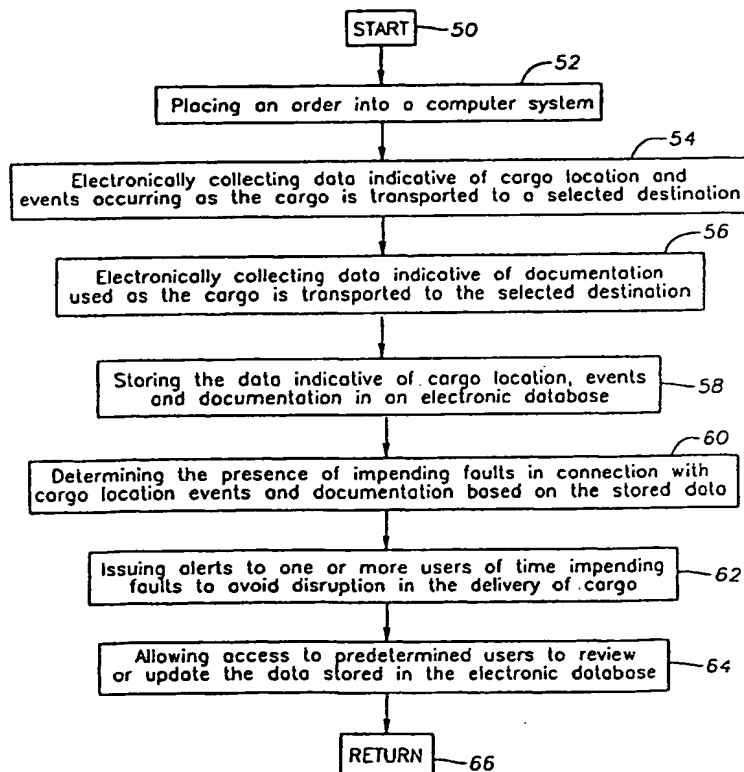 START 50
52
Placing an order into a computer system
54
Electronically collecting data indicative of cargo location and
events occurring as the cargo is transported to a selected destination
56
Electronically collecting data indicative of documentation
used as the cargo is transported to the selected destination
Storing the data indicative of cargo location, events
and documentation in an electronic database
58
60
Determining the presence of impending faults in connection with
cargo location events and documentation based on the stored data
Issuing alerts to one or more users of time impending
faults to avoid disruption in the delivery of cargo
62
Allowing access to predetermined users to review
or update the data stored in the electronic database
64
RETURN 66